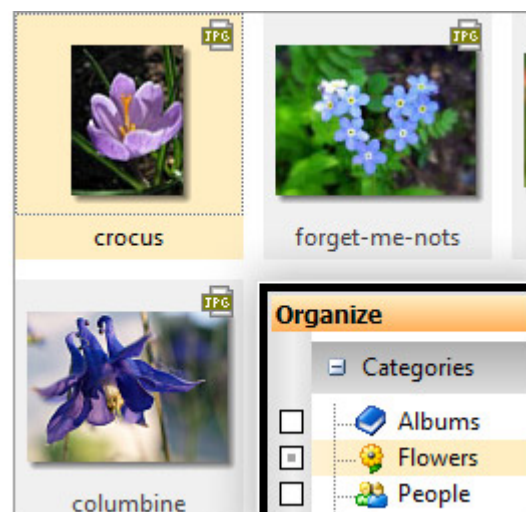 JPG
JPG
crocus
forget-me-nots
JPG
Organize
Categories
Albums
Flowers
People
columbine